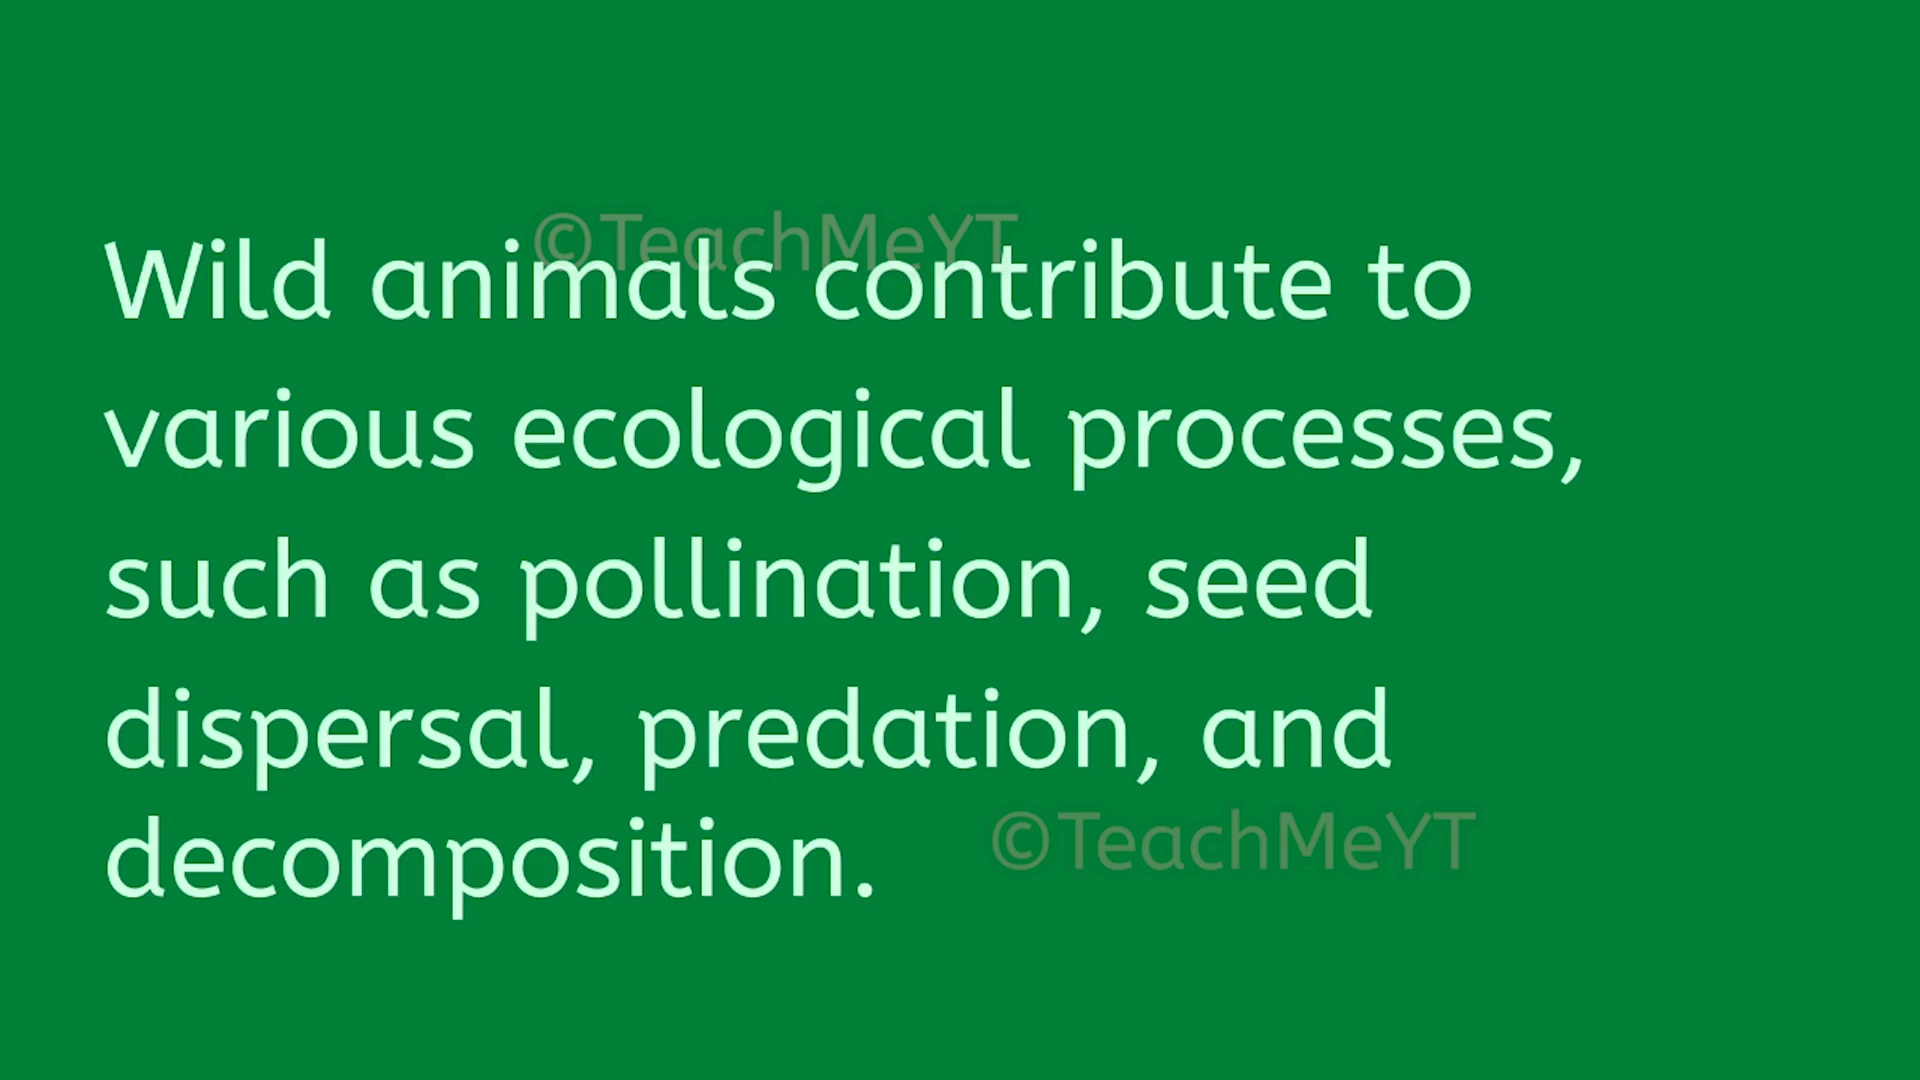 ©TeachMeYT
Wild animals contribute to
various ecological processes,
such as pollination, seed
dispersal, predation, and
decomposition.
©TeachMeYT